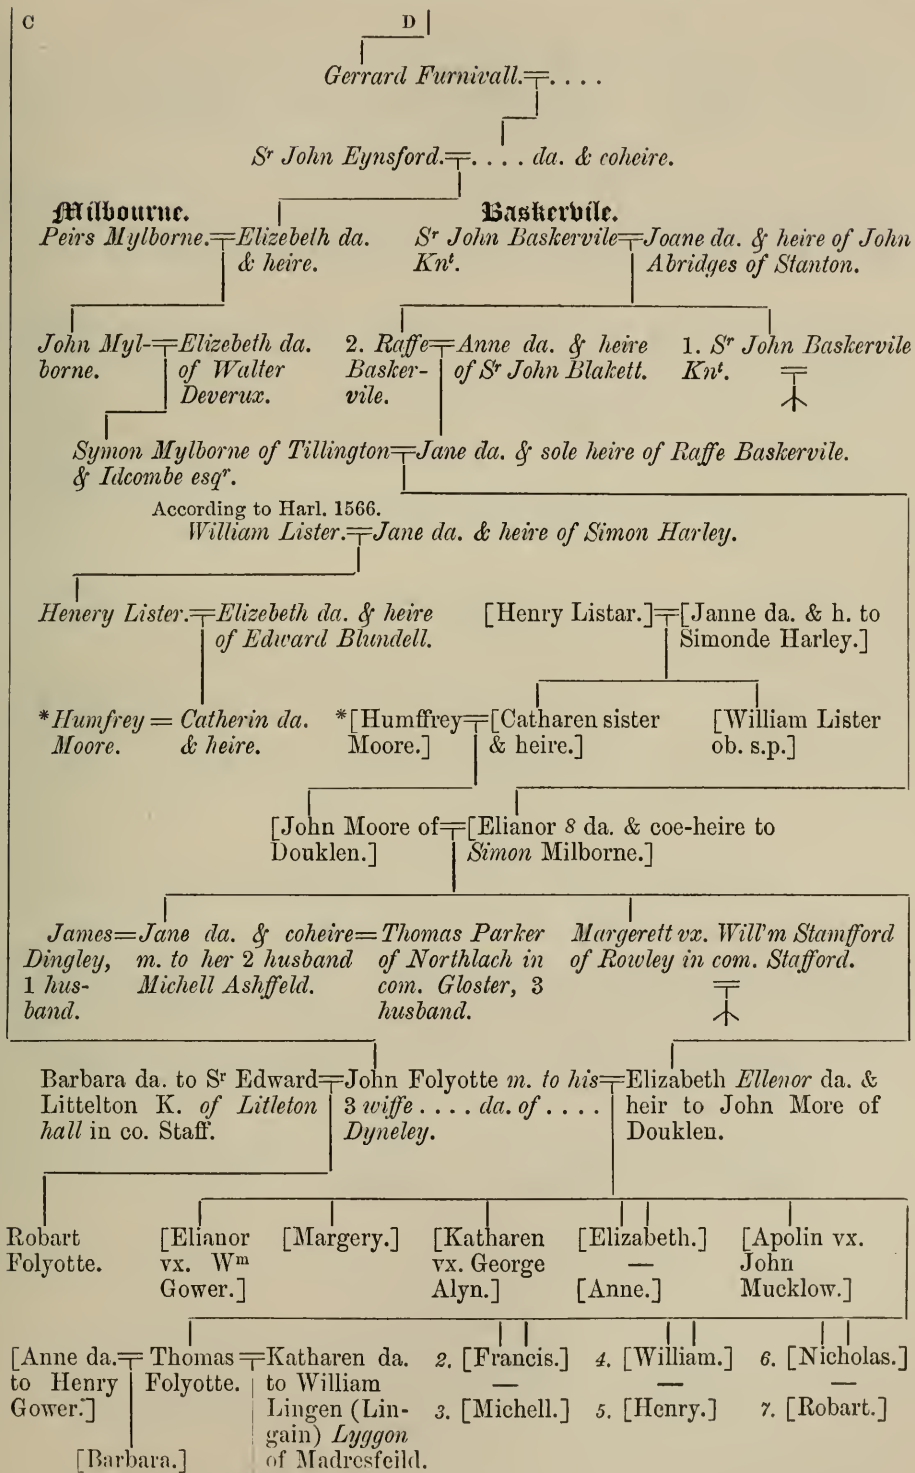 C D
Gerrard Furnivall.=. . . .
Sr John Eynsford.=. . . . da. & coheire.
Milbourne. Baskervile.
Peirs Mylborne.=Elizebeth da. Sr John Baskervile=Joane da. & heire of John
& heire. Knt. Abridges of Stanton.
John Myl-=Elizebeth da. 2. Raffe=Anne da. & heire 1. Sr John Baskervile
borne. of Walter Basker- of Sr John Blakett. Knt.
Deverux. vile.
Symon Mylborne of Tillington=Jane da. & sole heire of Raffe Baskervile.
& Idcombe esqr.
According to Harl. 1566.
William Lister.=Jane da. & heire of Simon Harley.
Henery Lister.=Elizebeth da. & heire [Henry Listar.]=[Janne da. & h. to
of Edward Blundell. Simonde Harley.]
*Humfrey = Catherin da. *[Humffrey=[Catharen sister [William Lister
Moore. & heire. Moore.] & heire.] ob. s.p.]
[John Moore of=[Elianor 8 da. & coe-heire to
Douklen.] Simon Milborne.]
James=Jane da. & coheire=Thomas Parker Margerett vx. Will'm Stamfford
Dingley, m. to her 2 husband of Northlach in of Rowley in com. Stafford.
1 hus- Michell Ashffeld. com. Gloster, 3
band. husband.
Barbara da. to Sr Edward=John Folyotte m. to his=Elizabeth Ellenor da. &
Littelton K. of Litleton 3 wiffe . . . . da. of . . . . heir to John More of
hall in co. Staff. Dyneley. Douklen.
Robart [Elianor [Margery.] [Katharen [Elizabeth.] [Apolin vx.
Folyotte. vx. Wm vx. George — John
Gower.] Alyn.] [Anne.] Mucklow.]
[Anne da.= Thomas =Katharen da. 2. [Francis.] 4. [William.] 6. [Nicholas.]
to Henry Folyotte. to William — — —
Gower.] Lingen (Lin- 3. [Michell.] 5. [Henry.] 7. [Robart.]
gain) Lyggon
[Barbara.] of Madresfeild.